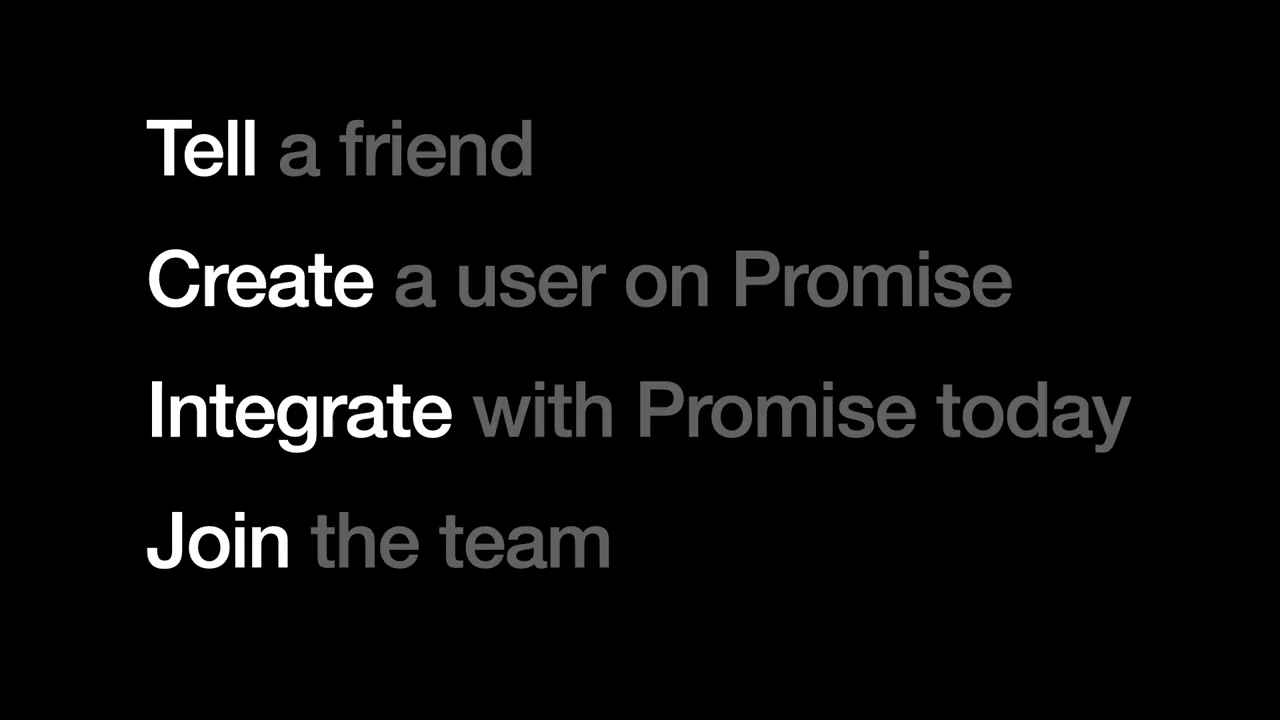 Tell a friend
Create a user on Promise
Integrate with Promise today
Join the team